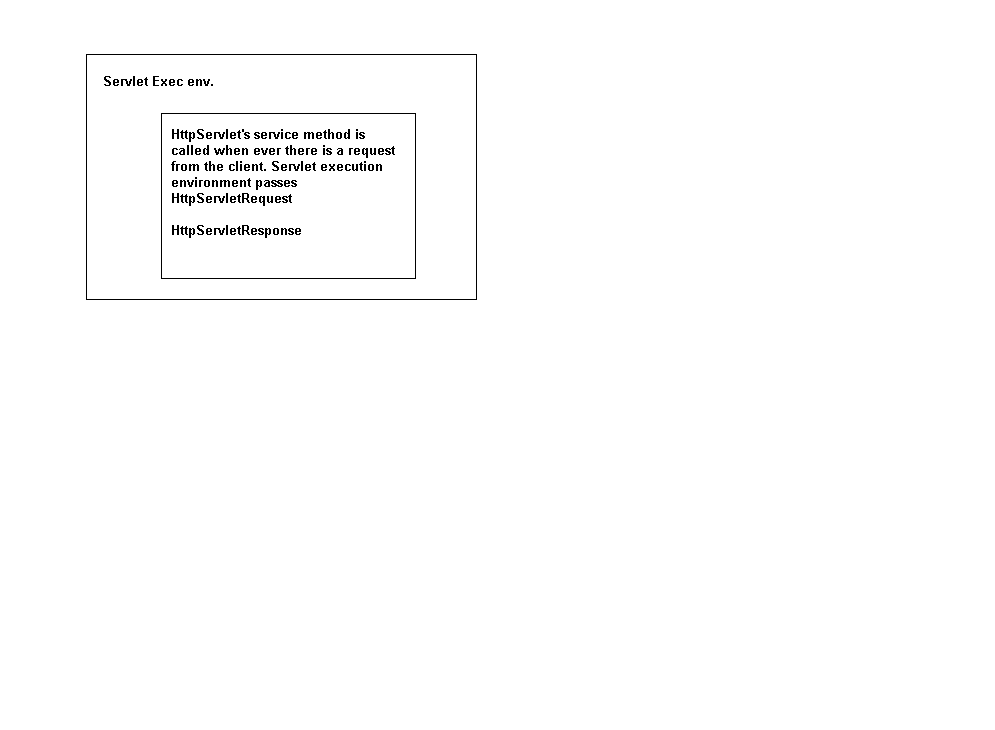 Servlet Exec env.
HttpServlet's service method is
called when ever there is a request
from the client. Servlet execution
environment passes
HttpServletRequest
HttpServletResponse